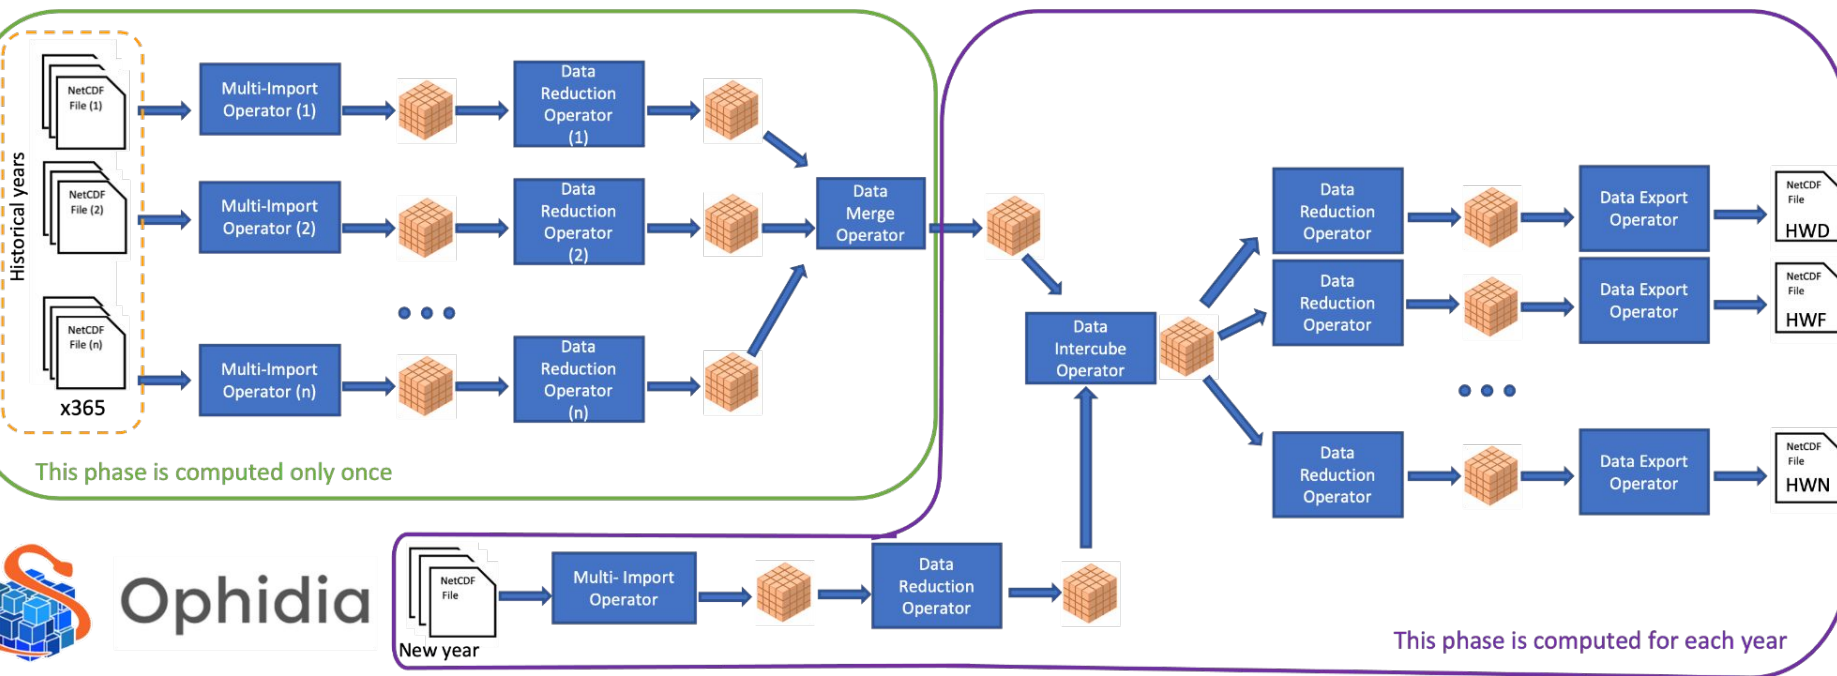 Historical years
NetCDF
File (1)
Multi-Import
Operator (1)
Data
Reduction
Operator
(1)
NetCDF
File (2)
Multi-Import
Operator (2)
Data
Reduction
Operator
(2)
NetCDF
File (n)
Multi-Import
Operator (n)
Data
Reduction
Operator
(n)
x365
Data
Merge
Operator
This phase is computed only once
Ophidia
NetCDF
File
New year
Multi- Import
Operator
Data
Reduction
Operator
Data
Intercube
Operator
Data
Reduction
Operator
Data Export
Operator
NetCDF
File
HWD
Data
Reduction
Operator
Data Export
Operator
NetCDF
File
HWF
Data
Reduction
Operator
Data Export
Operator
NetCDF
File
HWN
This phase is computed for each year